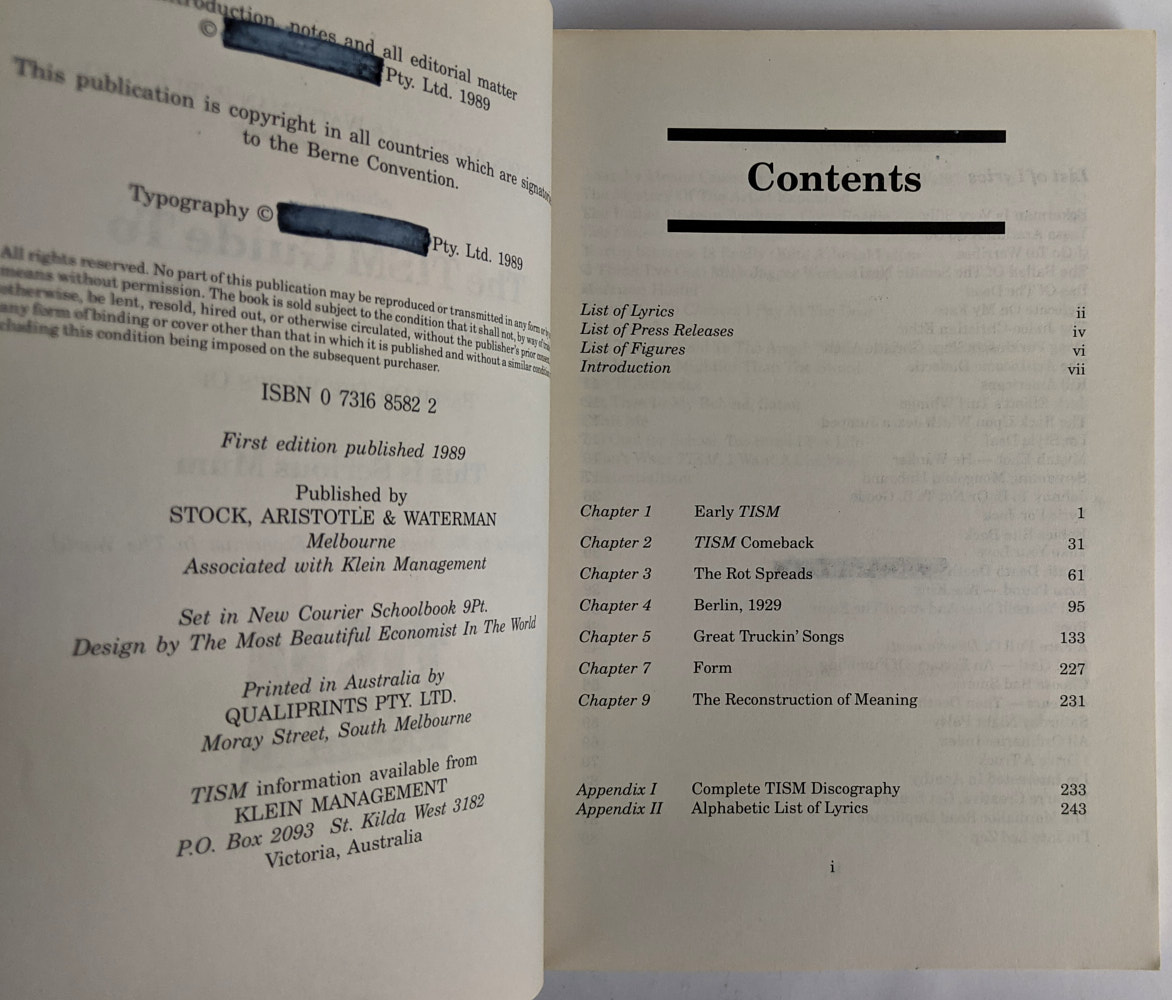 notes and all editorial matter
© Pty. Ltd. 1989
This publication is copyright in all countries which are
to the Berne Convention.
Typography © Pty. Ltd. 1989
All rights reserved. No part of this publication may be reproduced or transmitted in any form or by
means without permission. The book is sold subject to the condition that it shall not, by way of
otherwise, be lent, resold, hired out, or otherwise circulated, without the publisher's prior
any form of binding or cover other than that in which it is published and without a similar
this condition being imposed on the subsequent purchaser.
ISBN 0 7316 8582 2
First edition published 1989
Published by
STOCK, ARISTOTLE & WATERMAN
Melbourne
Associated with Klein Management
Set in New Courier Schoolbook 9Pt.
Design by The Most Beautiful Economist In The World
Printed in Australia by
QUALIPRINTS PTY. LTD.
Moray Street, South Melbourne
TISM information available from
KLEIN MANAGEMENT
P.O. Box 2093 St. Kilda West 3182
Victoria, Australia
Contents
List of Lyrics ii
List of Press Releases iv
List of Figures vi
Introduction vii
Chapter 1 Early TISM 1
Chapter 2 TISM Comeback 31
Chapter 3 The Rot Spreads 61
Chapter 4 Berlin, 1929 95
Chapter 5 Great Truckin' Songs 133
Chapter 7 Form 227
Chapter 9 The Reconstruction of Meaning 231
Appendix I Complete TISM Discography 233
Appendix II Alphabetic List of Lyrics 243
i